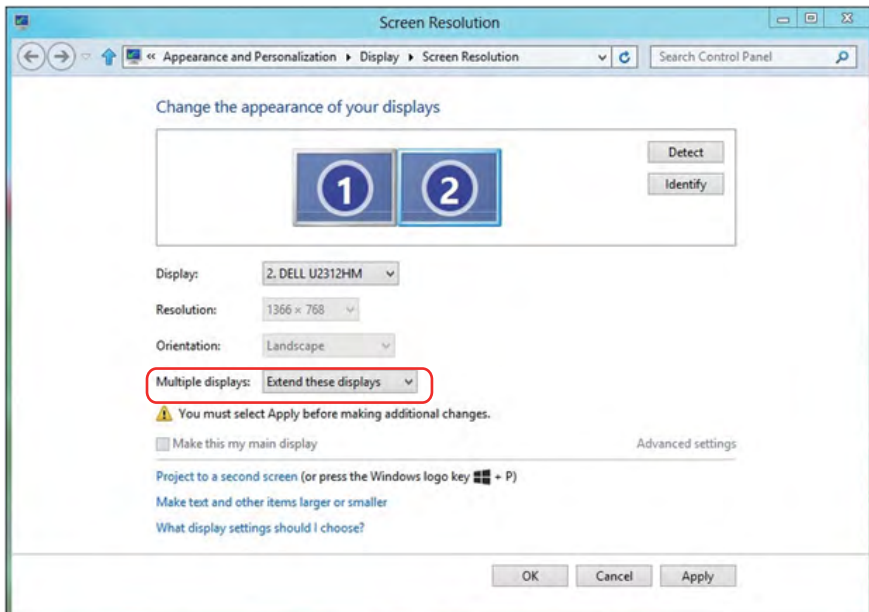 Screen Resolution
« Appearance and Personalization ▸ Display ▸ Screen Resolution
Search Control Panel
Change the appearance of your displays
1 2
Detect
Identify
Display: 2. DELL U2312HM
Resolution: 1366 × 768
Orientation: Landscape
Multiple displays: Extend these displays
You must select Apply before making additional changes.
Make this my main display Advanced settings
Project to a second screen (or press the Windows logo key + P)
Make text and other items larger or smaller
What display settings should I choose?
OK Cancel Apply